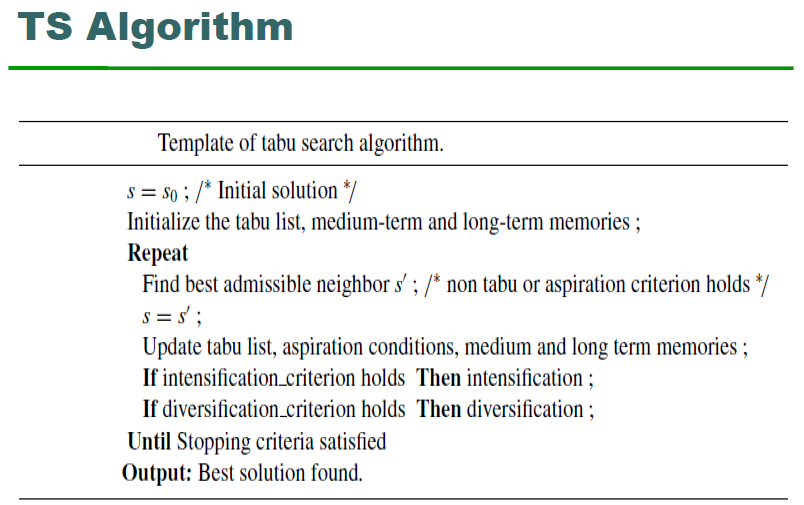 TS Algorithm
Template of tabu search algorithm.
s = s₀ ; /* Initial solution */
Initialize the tabu list, medium-term and long-term memories ;
Repeat
Find best admissible neighbor s′ ; /* non tabu or aspiration criterion holds */
s = s′ ;
Update tabu list, aspiration conditions, medium and long term memories ;
If intensification_criterion holds Then intensification ;
If diversification_criterion holds Then diversification ;
Until Stopping criteria satisfied
Output: Best solution found.